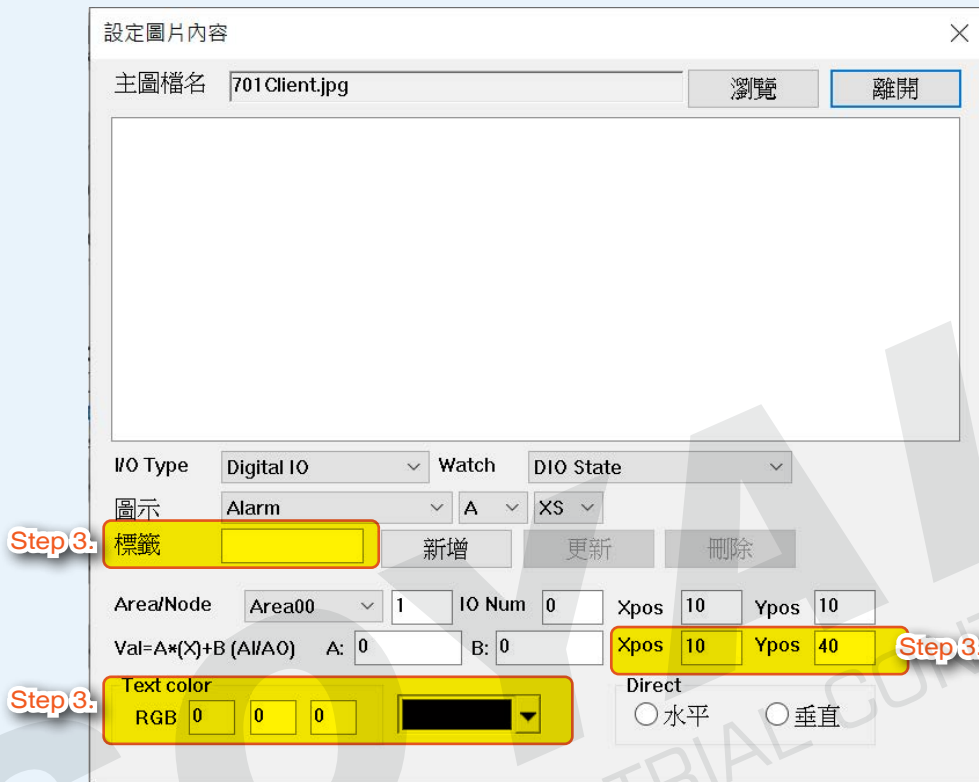 設定圖片內容
主圖檔名 701Client.jpg 瀏覽 離開
I/O Type Digital IO Watch DIO State
圖示 Alarm A XS
Step 3. 標籤 新增 更新 刪除
Area/Node Area00 1 IO Num 0 Xpos 10 Ypos 10
Val=A*(X)+B (AI/AO) A: 0 B: 0 Xpos 10 Ypos 40 Step 3.
Text color Direct
Step 3. RGB 0 0 0 水平 垂直